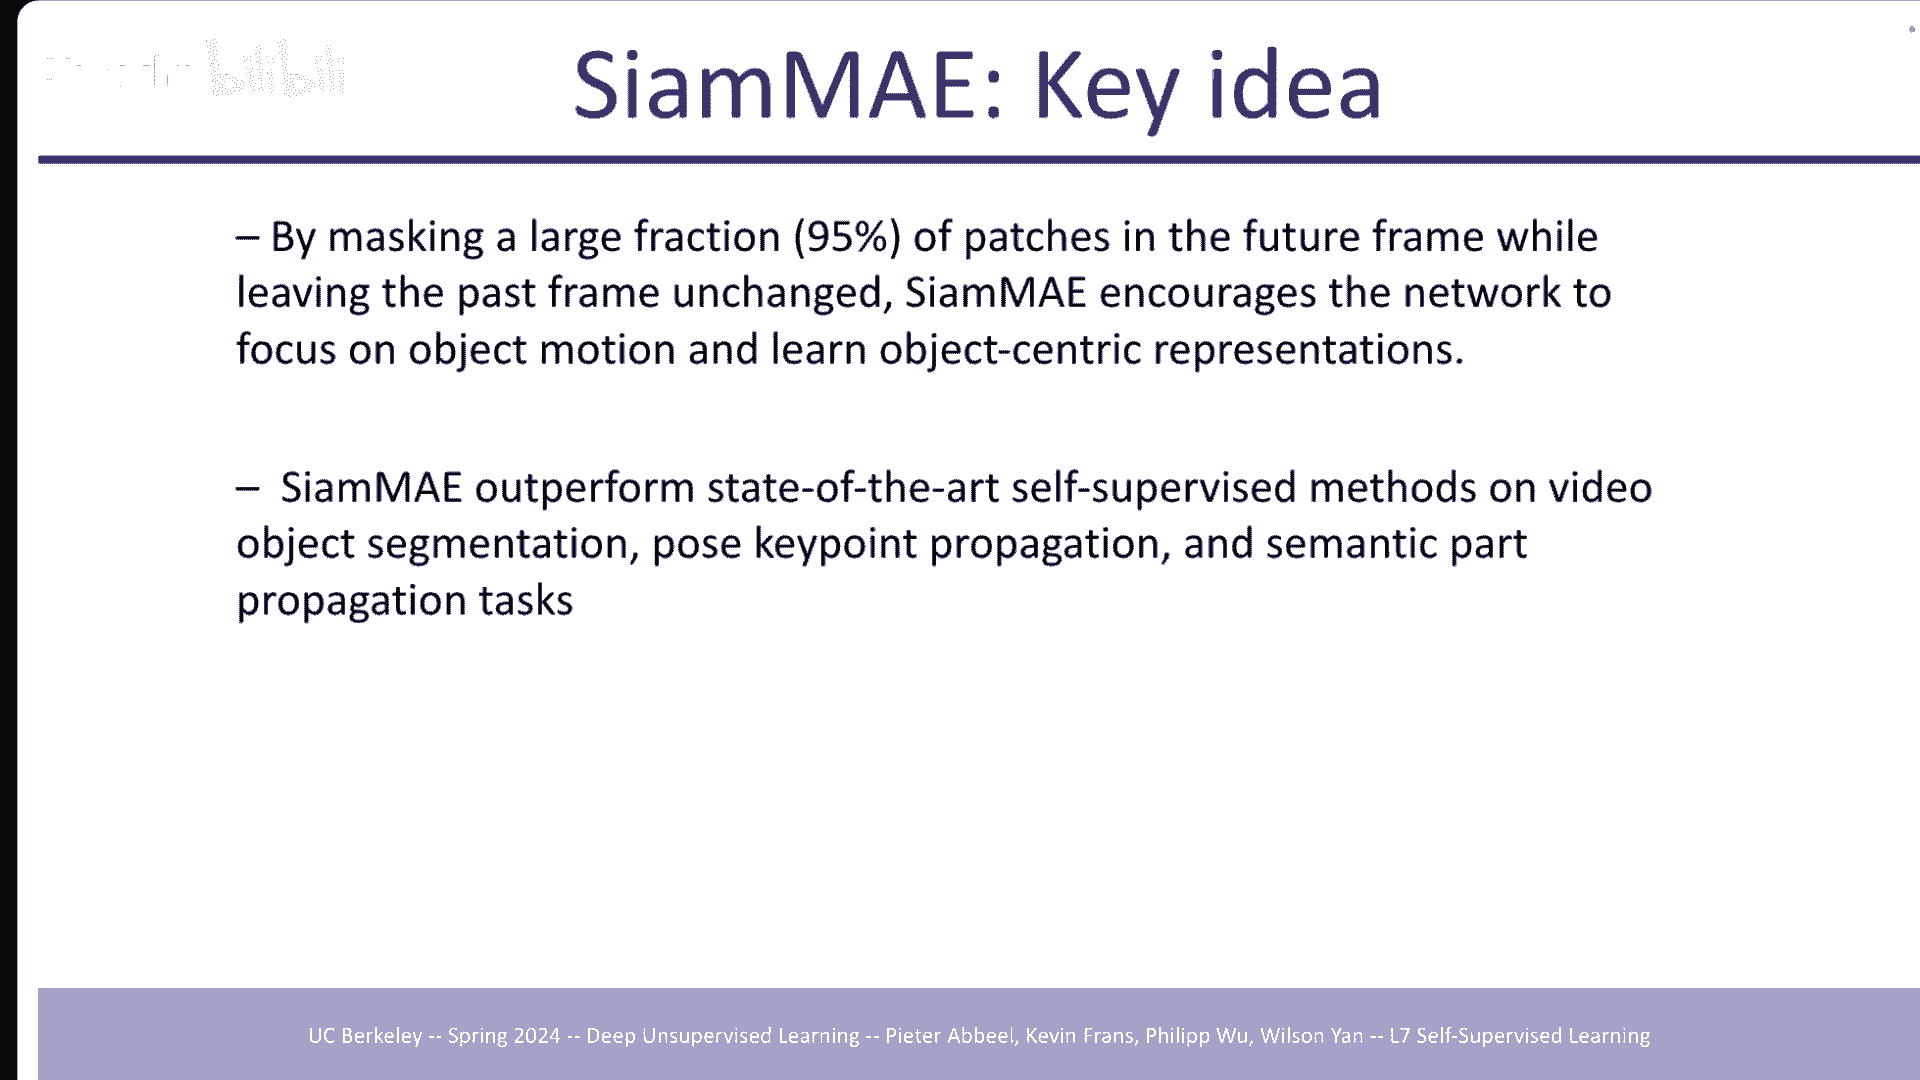 SiamMAE: Key idea
– By masking a large fraction (95%) of patches in the future frame while
leaving the past frame unchanged, SiamMAE encourages the network to
focus on object motion and learn object-centric representations.
– SiamMAE outperform state-of-the-art self-supervised methods on video
object segmentation, pose keypoint propagation, and semantic part
propagation tasks
UC Berkeley -- Spring 2024 -- Deep Unsupervised Learning -- Pieter Abbeel, Kevin Frans, Philipp Wu, Wilson Yan -- L7 Self-Supervised Learning
bilibili